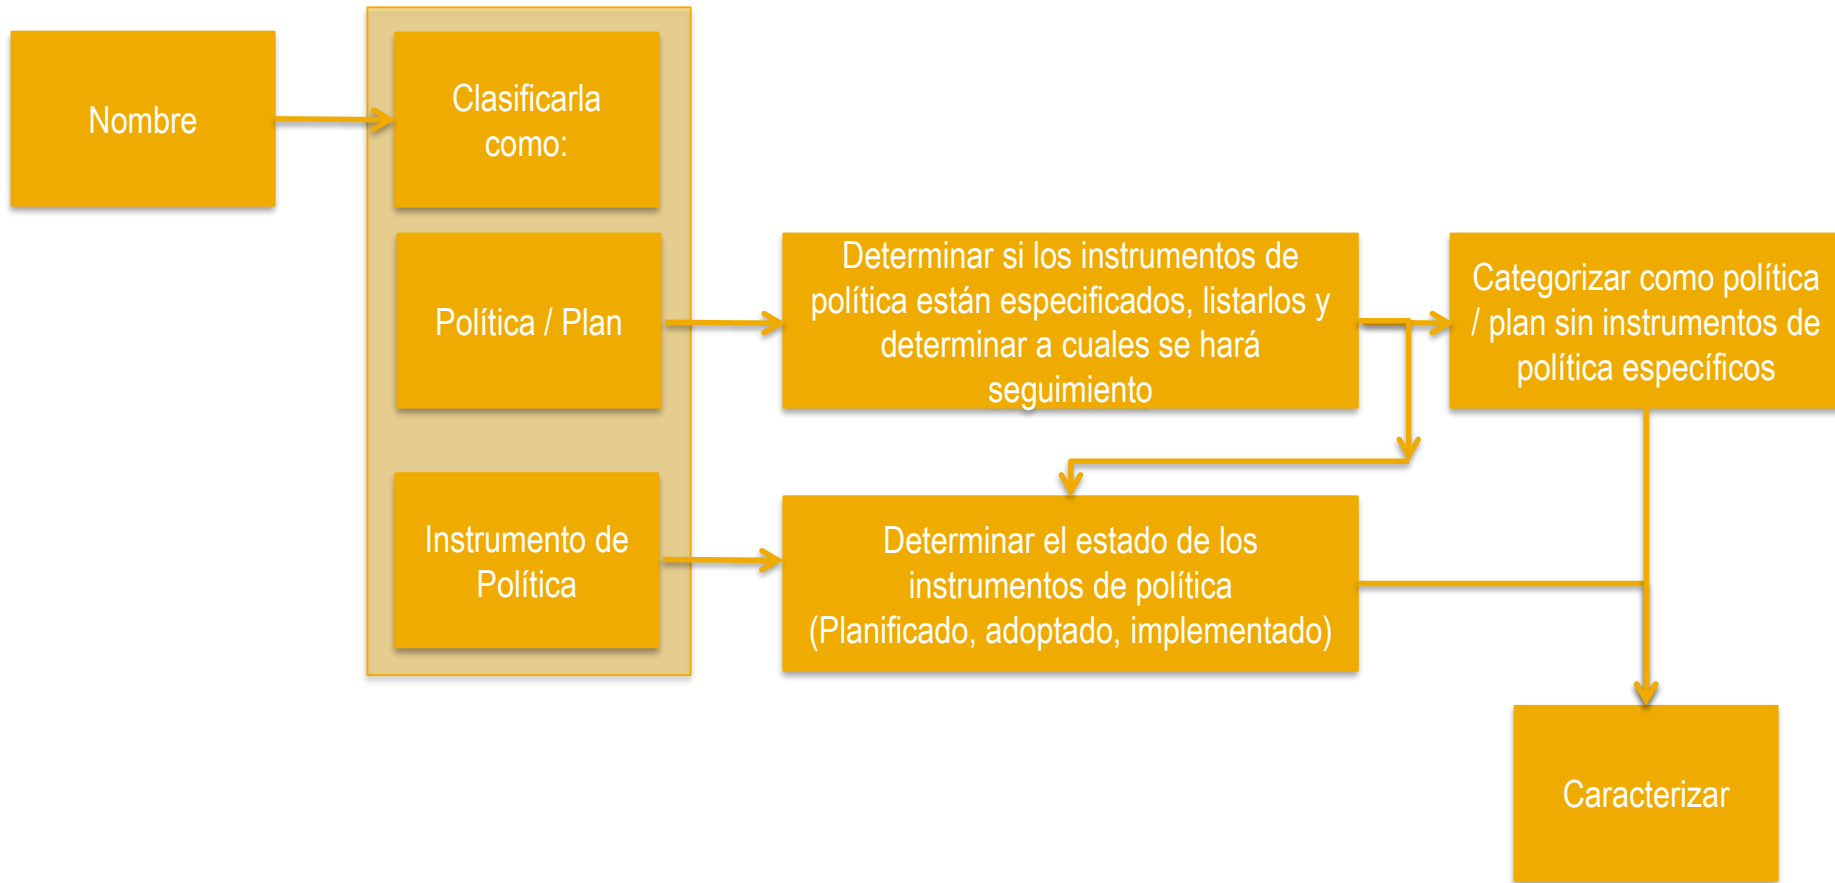 Nombre
Clasificarla
como:
Política / Plan
Determinar si los instrumentos de
política están especificados, listarlos y
determinar a cuales se hará
seguimiento
Categorizar como política
/ plan sin instrumentos de
política específicos
Instrumento de
Política
Determinar el estado de los
instrumentos de política
(Planificado, adoptado, implementado)
Caracterizar